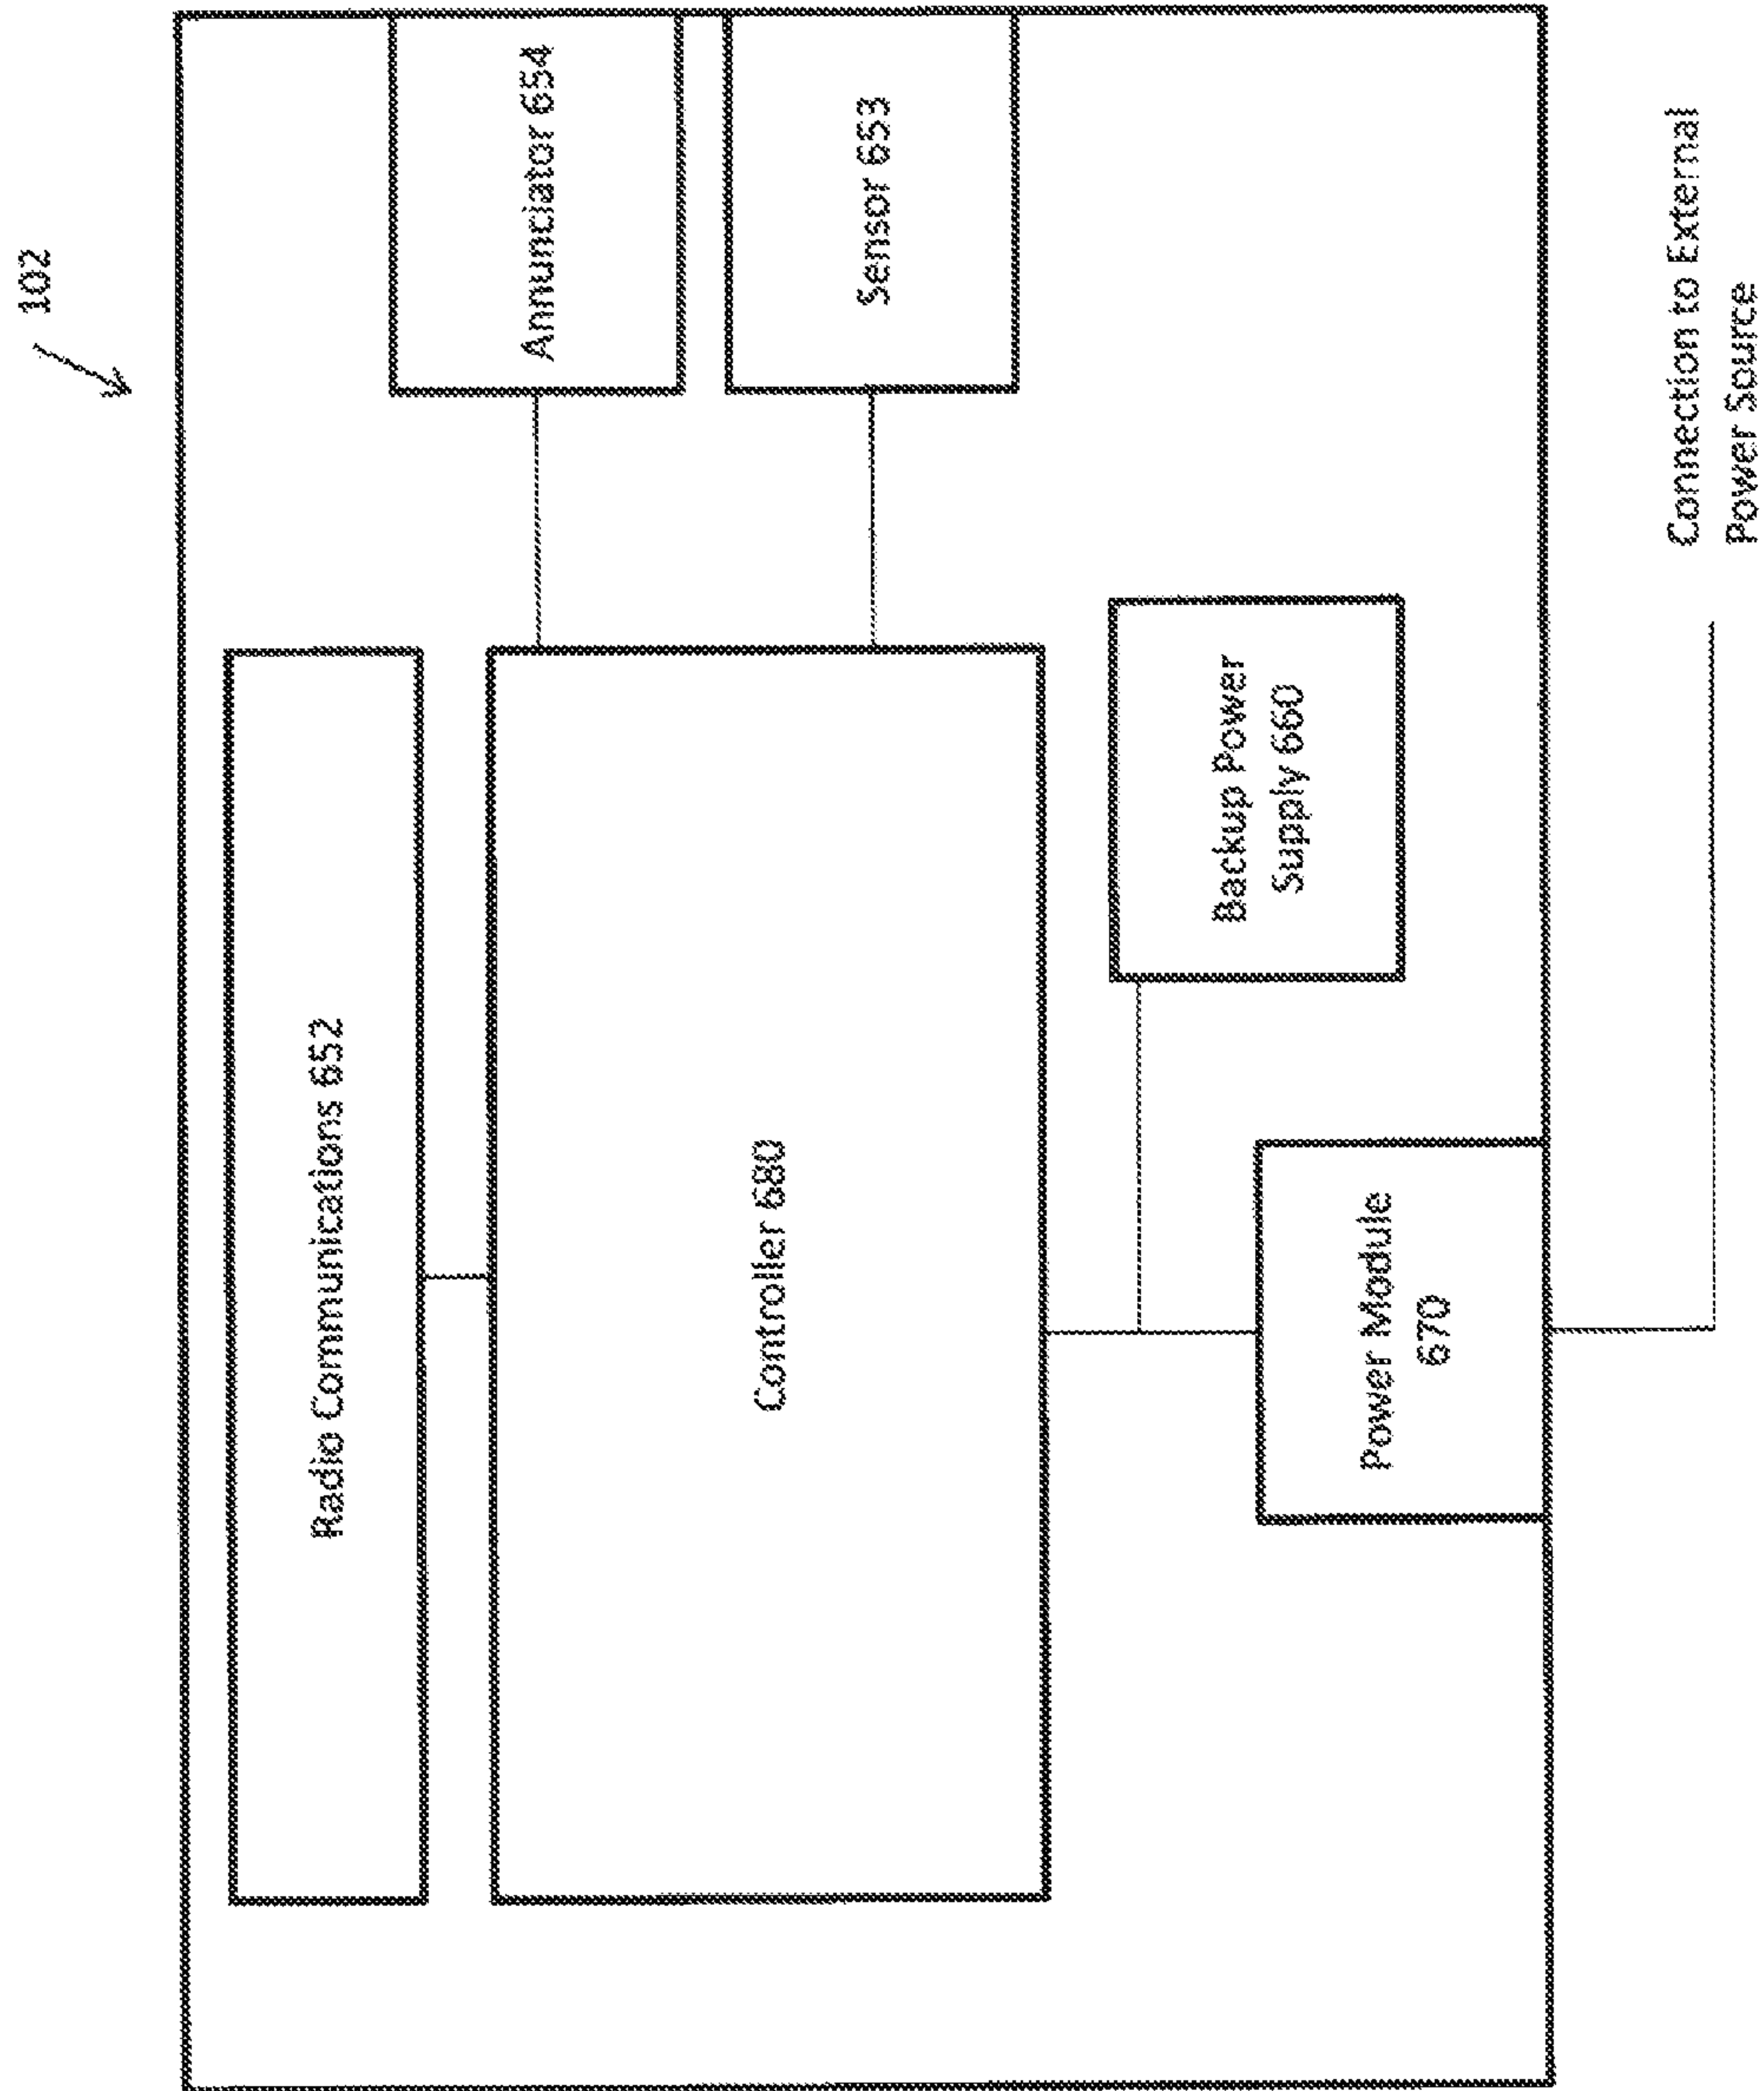 102
Radio Communications 652
Annunciator 654
Controller 680
Sensor 653
Backup Power
Supply 660
Power Module
670
Connection to External
Power Source